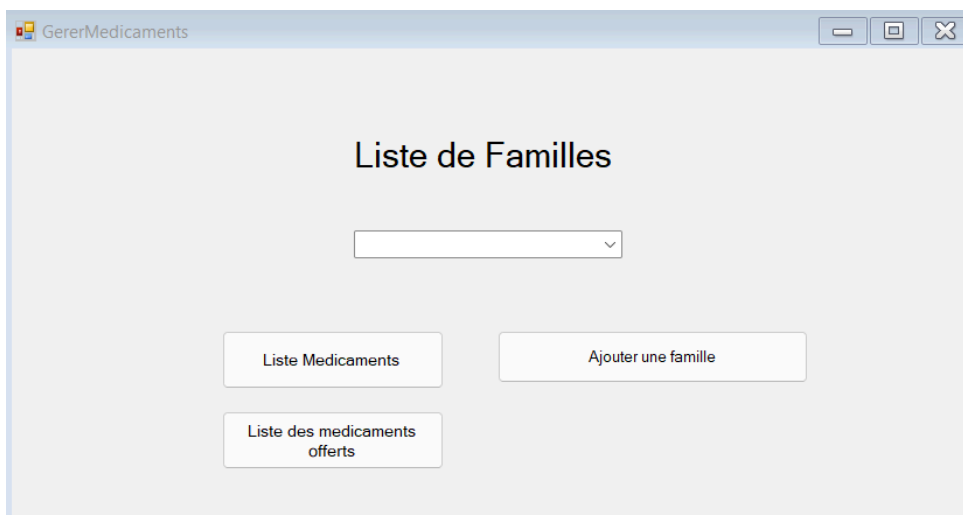 GererMedicaments
Liste de Familles
Liste Medicaments
Ajouter une famille
Liste des medicaments
offerts